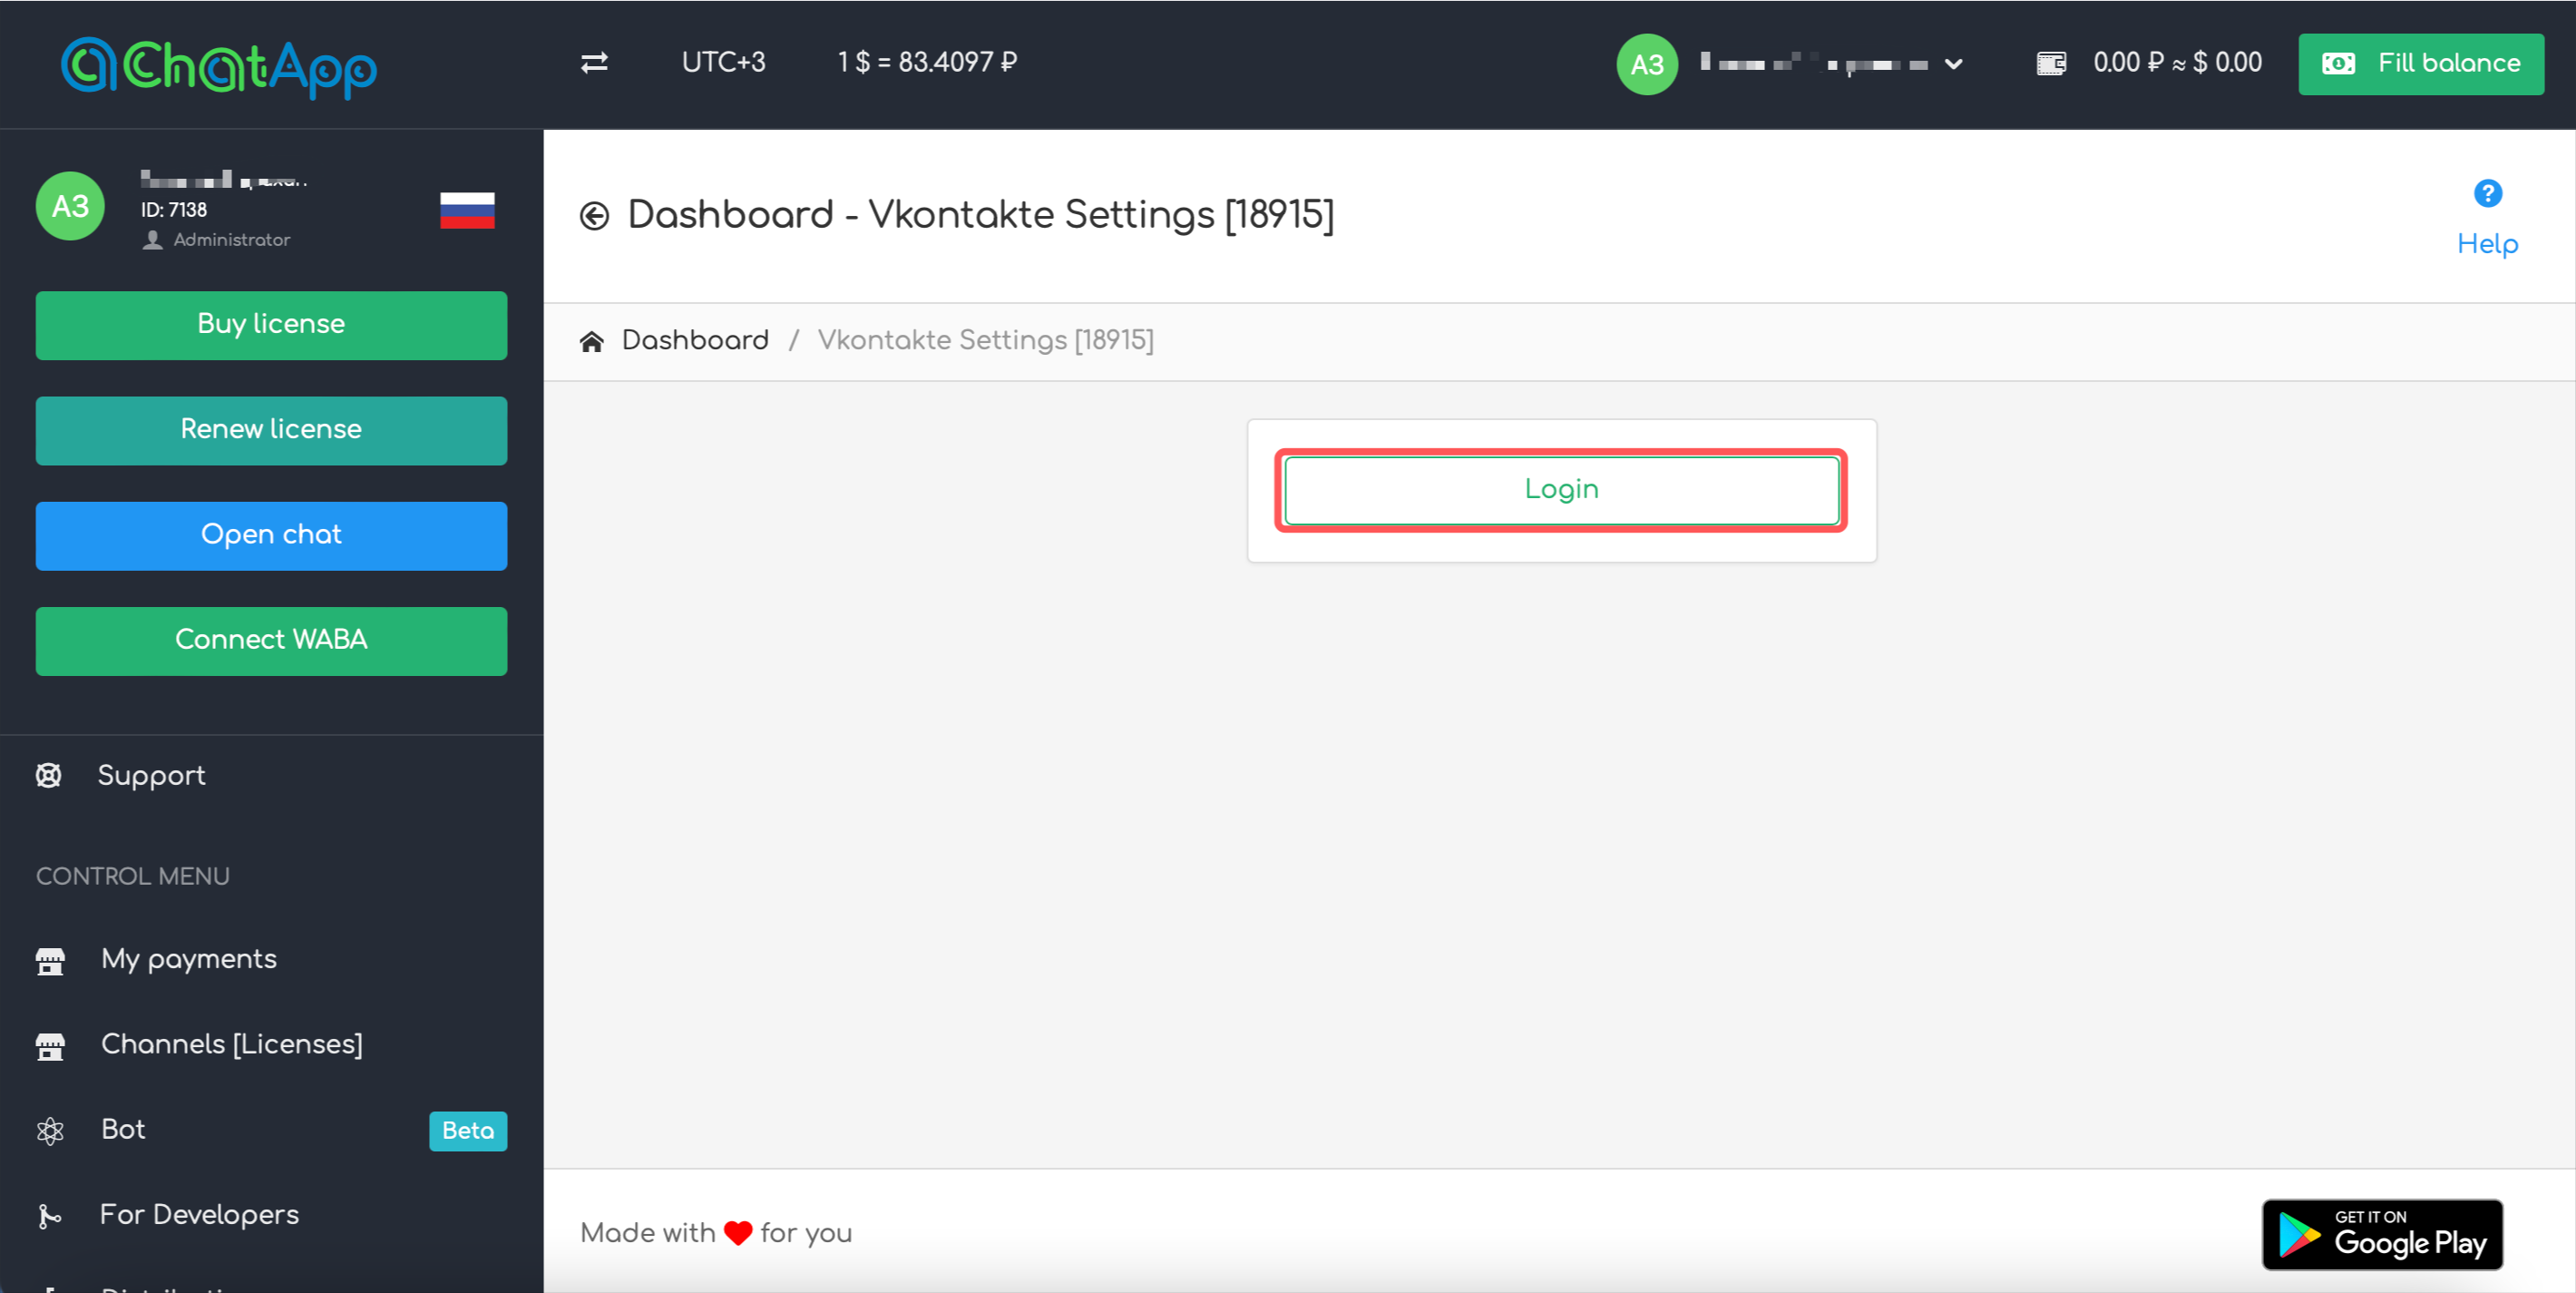 ChatApp
UTC+3
1 $ = 83.4097 ₽
A3
0.00 ₽ ≈ $ 0.00
Fill balance
A3
ID: 7138
Administrator
Buy license
Renew license
Open chat
Connect WABA
Support
CONTROL MENU
My payments
Channels [Licenses]
Bot
Beta
For Developers
Dashboard - Vkontakte Settings [18915]
?
Help
Dashboard / Vkontakte Settings [18915]
Login
Made with ❤ for you
GET IT ON
Google Play